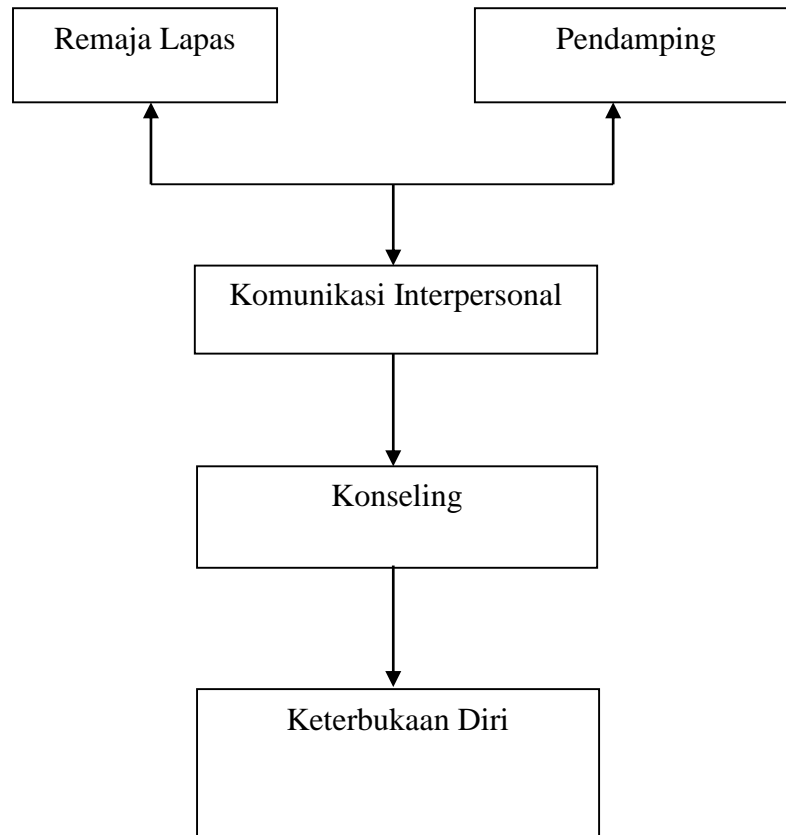 Remaja Lapas
Pendamping
Komunikasi Interpersonal
Konseling
Keterbukaan Diri